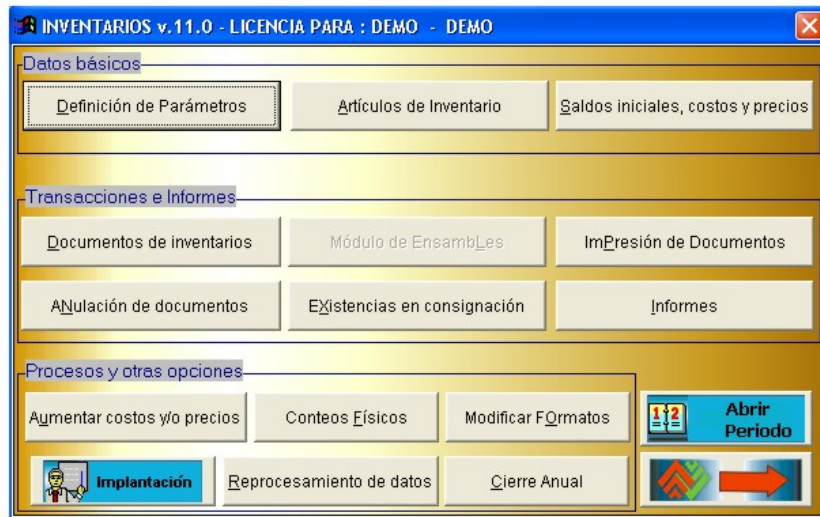 INVENTARIOS v.11.0 - LICENCIA PARA : DEMO - DEMO
Datos básicos
Definición de Parámetros
Artículos de Inventario
Saldos iniciales, costos y precios
Transacciones e Informes
Documentos de inventarios
Módulo de EnsambLes
ImPresión de Documentos
ANulación de documentos
EXistencias en consignación
Informes
Procesos y otras opciones
Aumentar costos y/o precios
Conteos Físicos
Modificar FOrmatos
1 2
Abrir
Periodo
Implantación
Reprocesamiento de datos
Cierre Anual